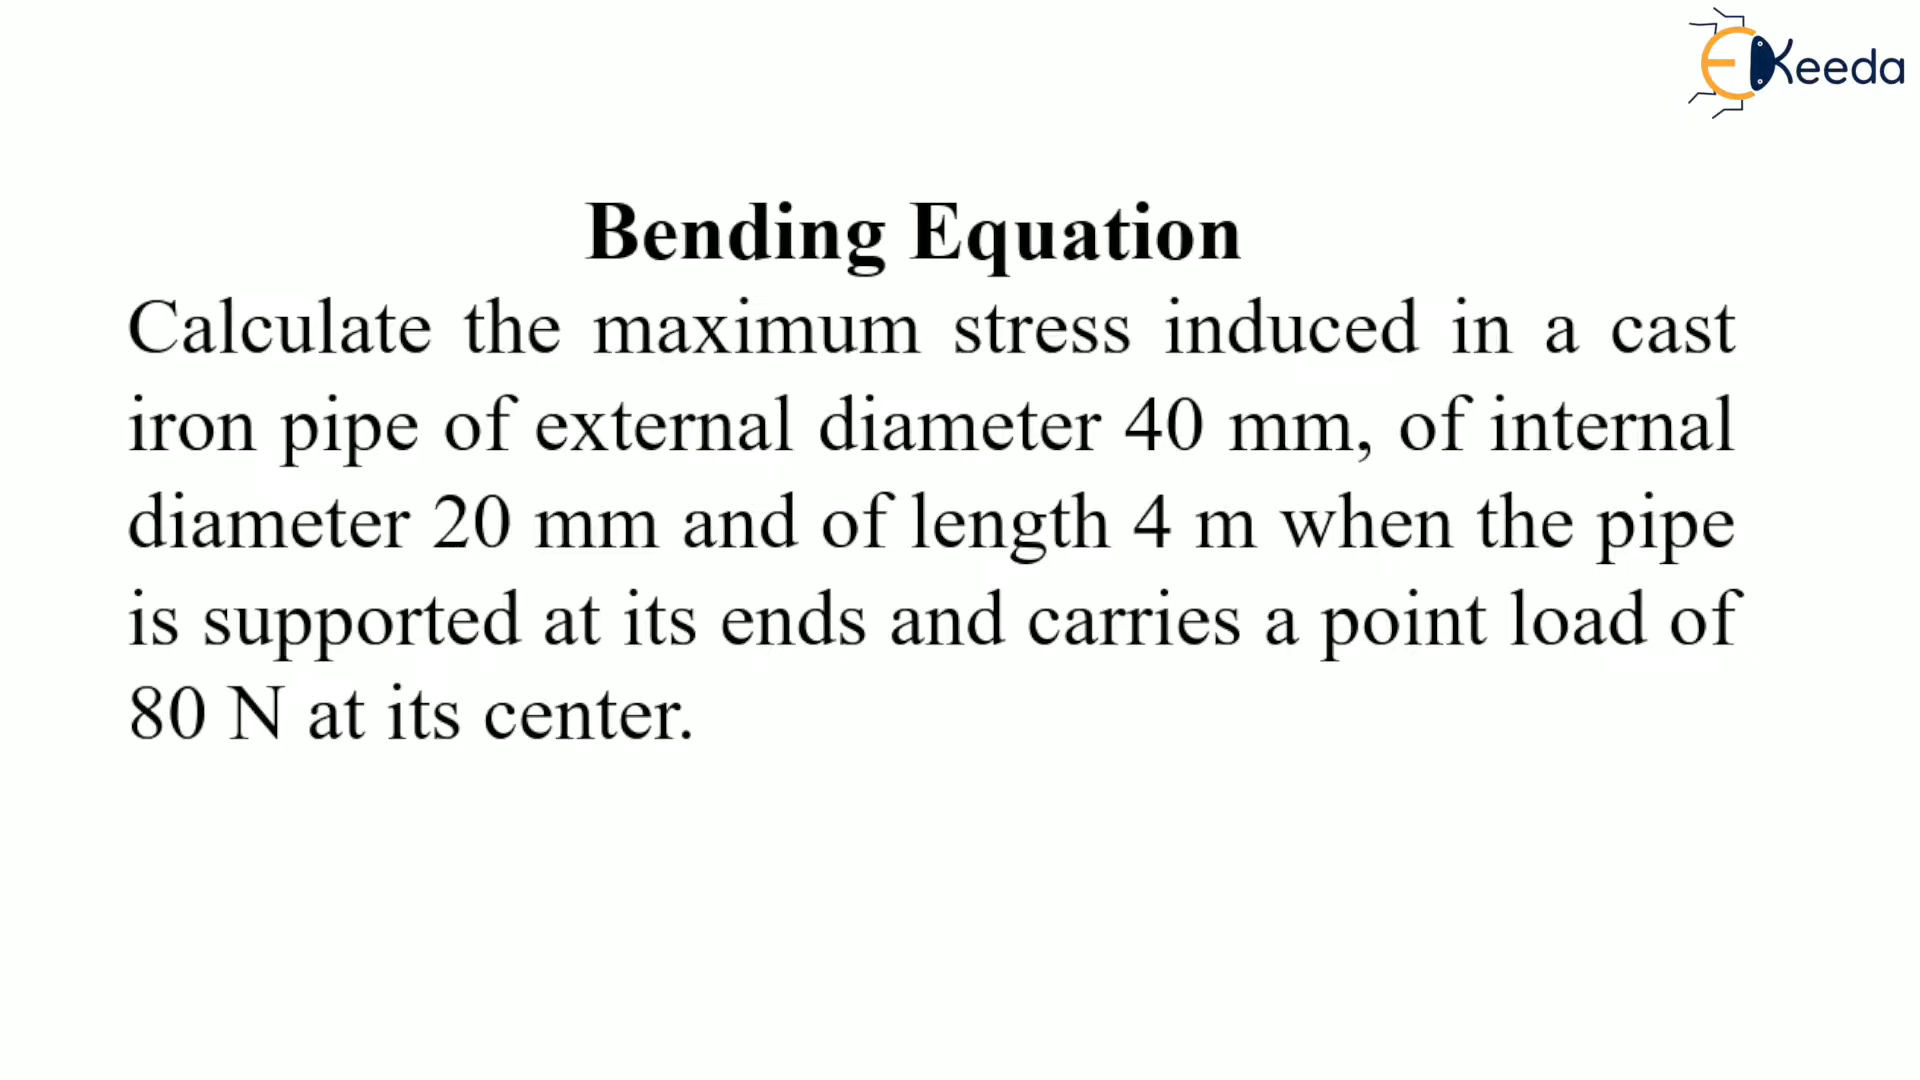 EKeeda
Bending Equation
Calculate the maximum stress induced in a cast
iron pipe of external diameter 40 mm, of internal
diameter 20 mm and of length 4 m when the pipe
is supported at its ends and carries a point load of
80 N at its center.